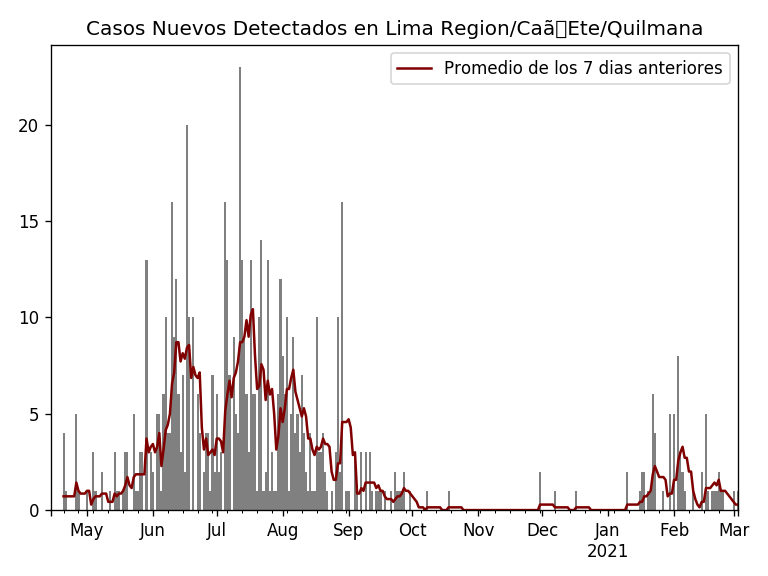 Casos Nuevos Detectados en Lima Region/Caã▯Ete/Quilmana
Promedio de los 7 dias anteriores
20
15
10
5
0
May Jun Jul Aug Sep Oct Nov Dec Jan Feb Mar
2021